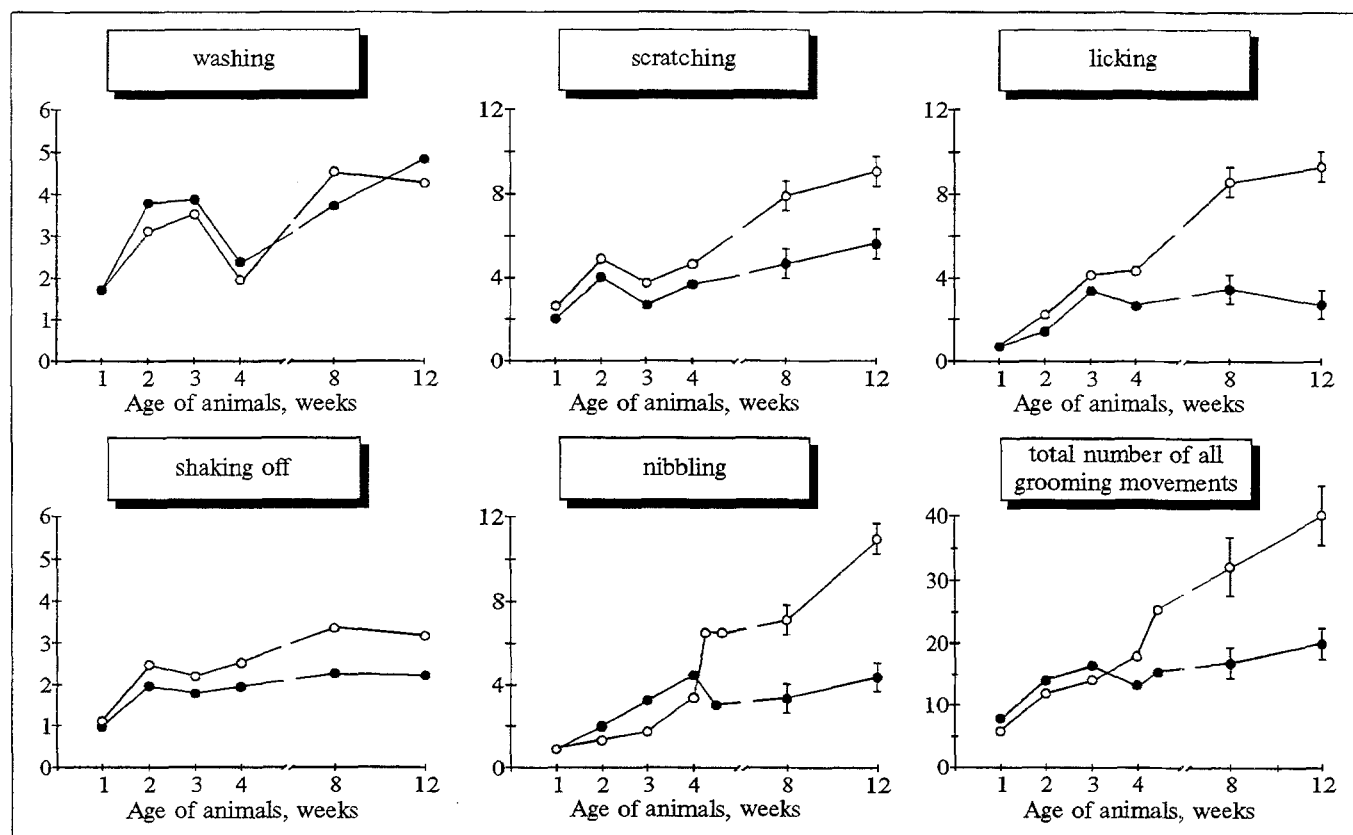 washing
6
5
4
3
2
1
0
1 2 3 4 8 12
Age of animals, weeks
scratching
12
8
4
0
1 2 3 4 8 12
Age of animals, weeks
licking
12
8
4
0
1 2 3 4 8 12
Age of animals, weeks
shaking off
6
5
4
3
2
1
0
1 2 3 4 8 12
Age of animals, weeks
nibbling
12
8
4
0
1 2 3 4 8 12
Age of animals, weeks
total number of all
grooming movements
40
30
20
10
0
1 2 3 4 8 12
Age of animals, weeks